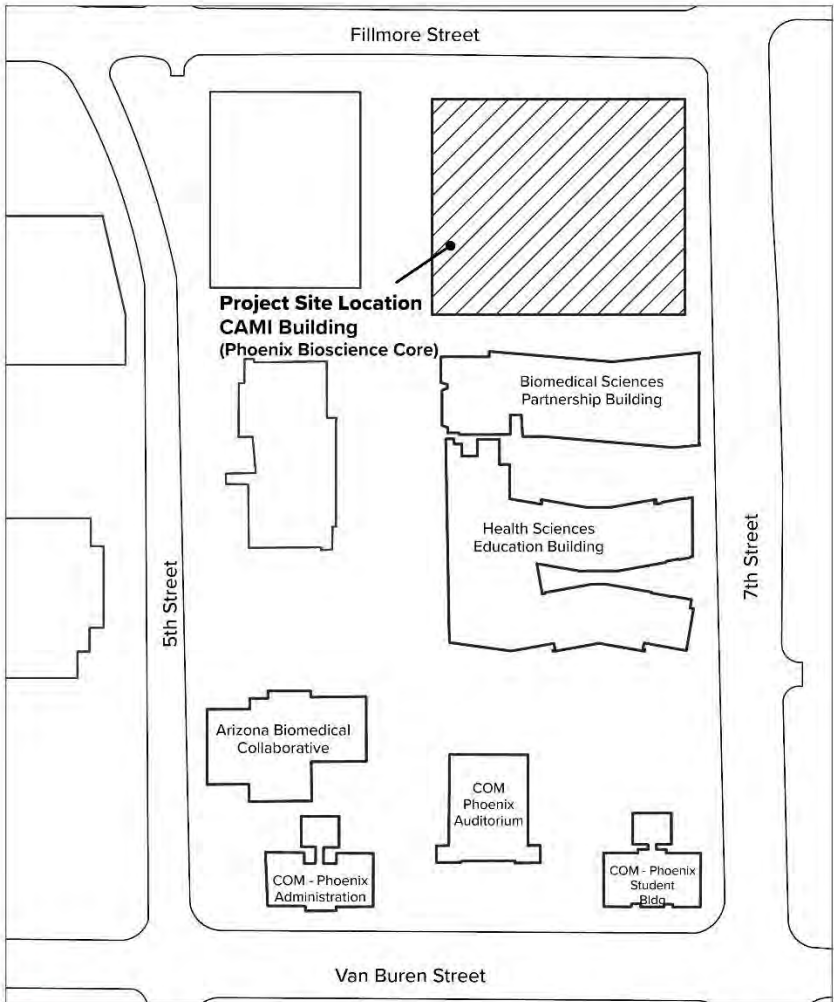 Fillmore Street
Project Site Location
CAMI Building
(Phoenix Bioscience Core)
Biomedical Sciences
Partnership Building
Health Sciences
Education Building
7th Street
5th Street
Arizona Biomedical
Collaborative
COM
Phoenix
Auditorium
COM - Phoenix
Administration
COM - Phoenix
Student
Bldg
Van Buren Street